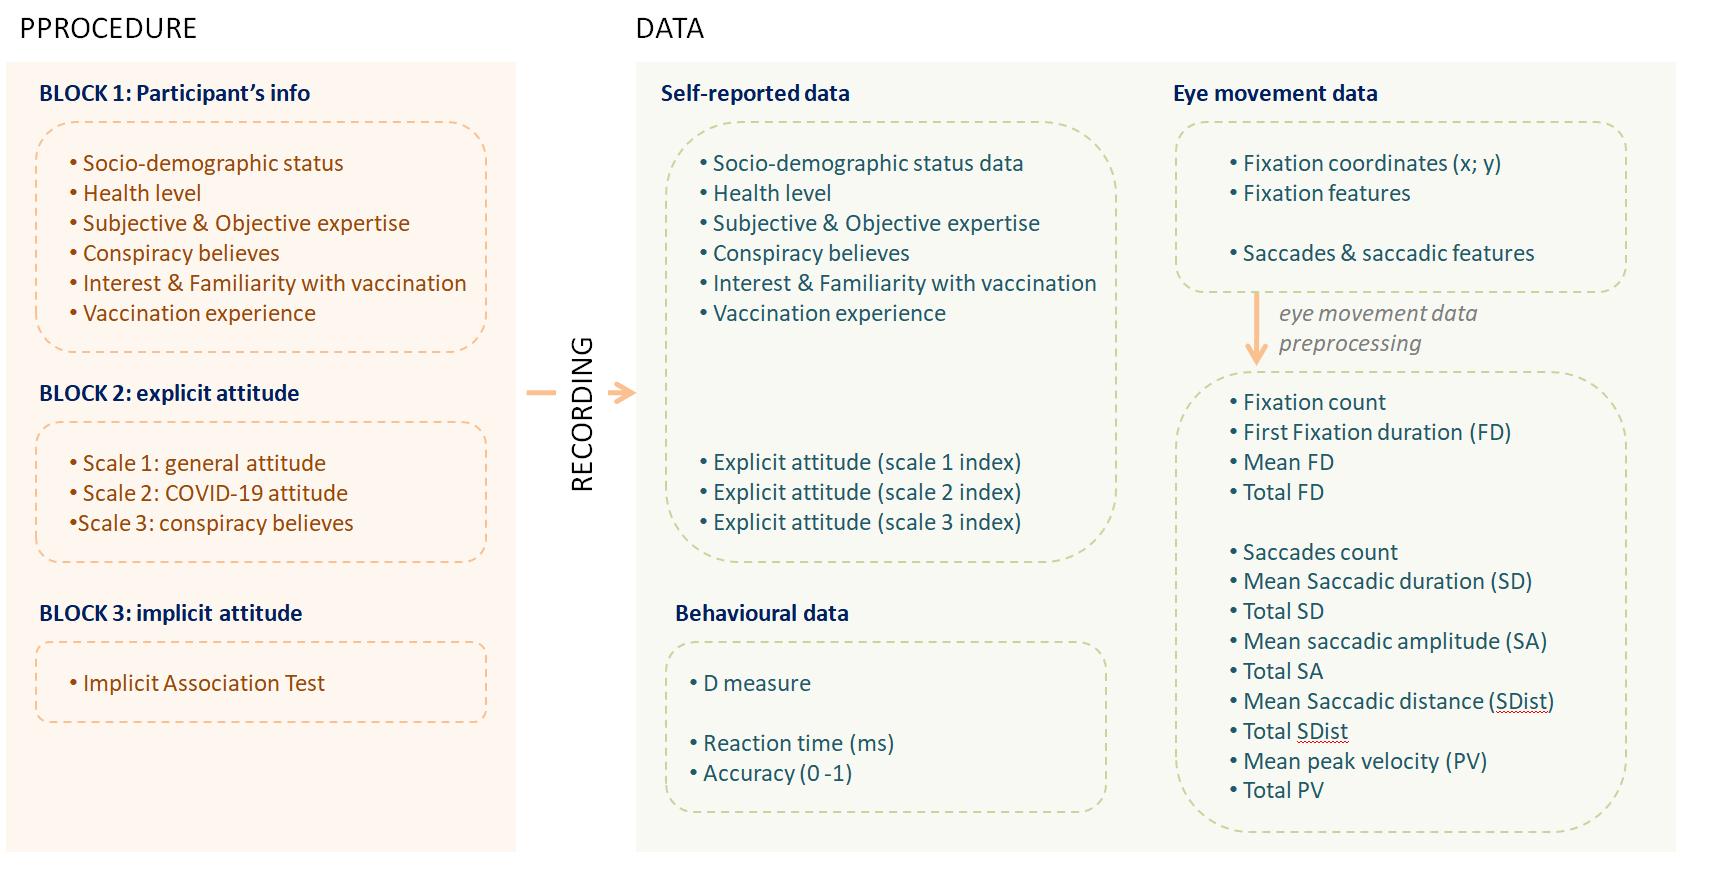 PPROCEDURE
BLOCK 1: Participant's info
• Socio-demographic status
• Health level
• Subjective & Objective expertise
• Conspiracy believes
• Interest & Familiarity with vaccination
• Vaccination experience
BLOCK 2: explicit attitude
• Scale 1: general attitude
• Scale 2: COVID-19 attitude
•Scale 3: conspiracy believes
BLOCK 3: implicit attitude
• Implicit Association Test
RECORDING
DATA
Self-reported data
• Socio-demographic status data
• Health level
• Subjective & Objective expertise
• Conspiracy believes
• Interest & Familiarity with vaccination
• Vaccination experience
• Explicit attitude (scale 1 index)
• Explicit attitude (scale 2 index)
• Explicit attitude (scale 3 index)
Behavioural data
• D measure
• Reaction time (ms)
• Accuracy (0 -1)
Eye movement data
• Fixation coordinates (x; y)
• Fixation features
• Saccades & saccadic features
eye movement data
preprocessing
• Fixation count
• First Fixation duration (FD)
• Mean FD
• Total FD
• Saccades count
• Mean Saccadic duration (SD)
• Total SD
• Mean saccadic amplitude (SA)
• Total SA
• Mean Saccadic distance (SDist)
• Total SDist
• Mean peak velocity (PV)
• Total PV